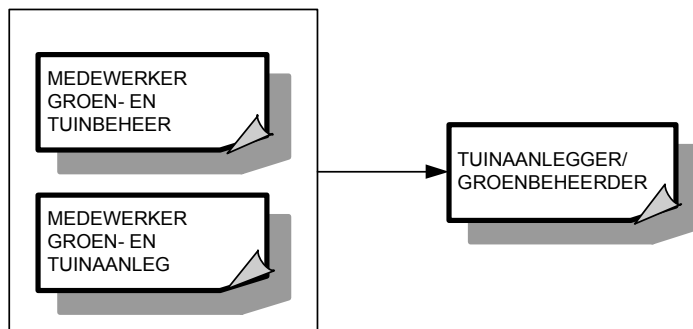 MEDEWERKER
GROEN- EN
TUINBEHEER
MEDEWERKER
GROEN- EN
TUINAANLEG
TUINAANLEGGER/
GROENBEHEERDER